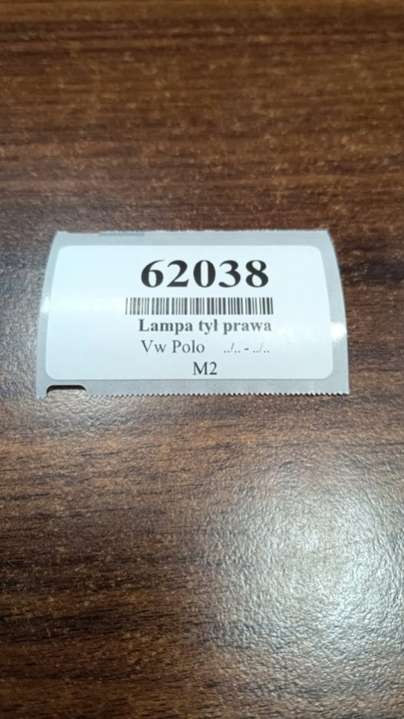 62038
Lampa tył prawa
Vw Polo ../.. - ../..
M2